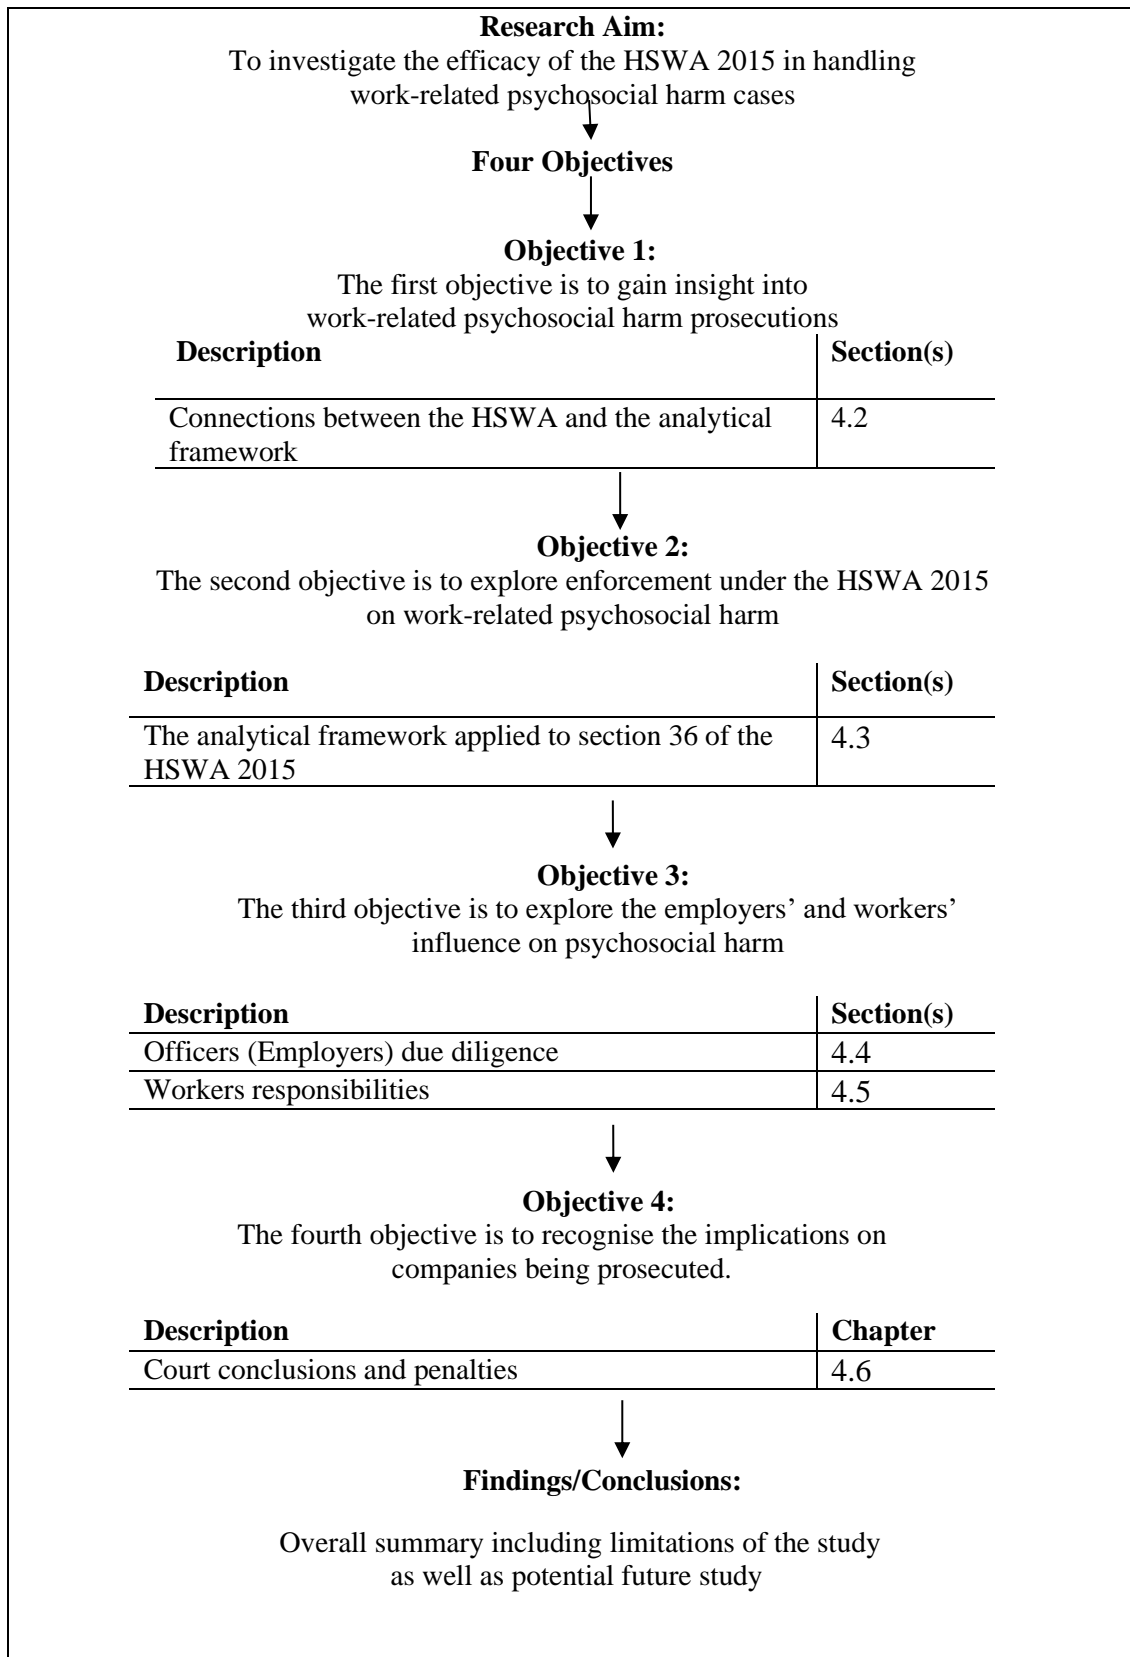 Research Aim:
To investigate the efficacy of the HSWA 2015 in handling
work-related psychosocial harm cases
Four Objectives
Objective 1:
The first objective is to gain insight into
work-related psychosocial harm prosecutions
Description Section(s)
Connections between the HSWA and the analytical 4.2
framework
Objective 2:
The second objective is to explore enforcement under the HSWA 2015
on work-related psychosocial harm
Description Section(s)
The analytical framework applied to section 36 of the 4.3
HSWA 2015
Objective 3:
The third objective is to explore the employers’ and workers’
influence on psychosocial harm
Description Section(s)
Officers (Employers) due diligence 4.4
Workers responsibilities 4.5
Objective 4:
The fourth objective is to recognise the implications on
companies being prosecuted.
Description Chapter
Court conclusions and penalties 4.6
Findings/Conclusions:
Overall summary including limitations of the study
as well as potential future study